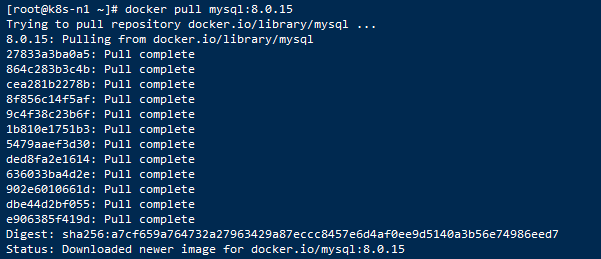 [root@k8s-n1 ~]# docker pull mysql:8.0.15
Trying to pull repository docker.io/library/mysql ...
8.0.15: Pulling from docker.io/library/mysql
27833a3ba0a5: Pull complete
864c283b3c4b: Pull complete
cea281b2278b: Pull complete
8f856c14f5af: Pull complete
9c4f38c23b6f: Pull complete
1b810e1751b3: Pull complete
5479aaef3d30: Pull complete
ded8fa2e1614: Pull complete
636033ba4d2e: Pull complete
902e6010661d: Pull complete
dbe44d2bf055: Pull complete
e906385f419d: Pull complete
Digest: sha256:a7cf659a764732a27963429a87eccc8457e6d4af0ee9d5140a3b56e74986eed7
Status: Downloaded newer image for docker.io/mysql:8.0.15